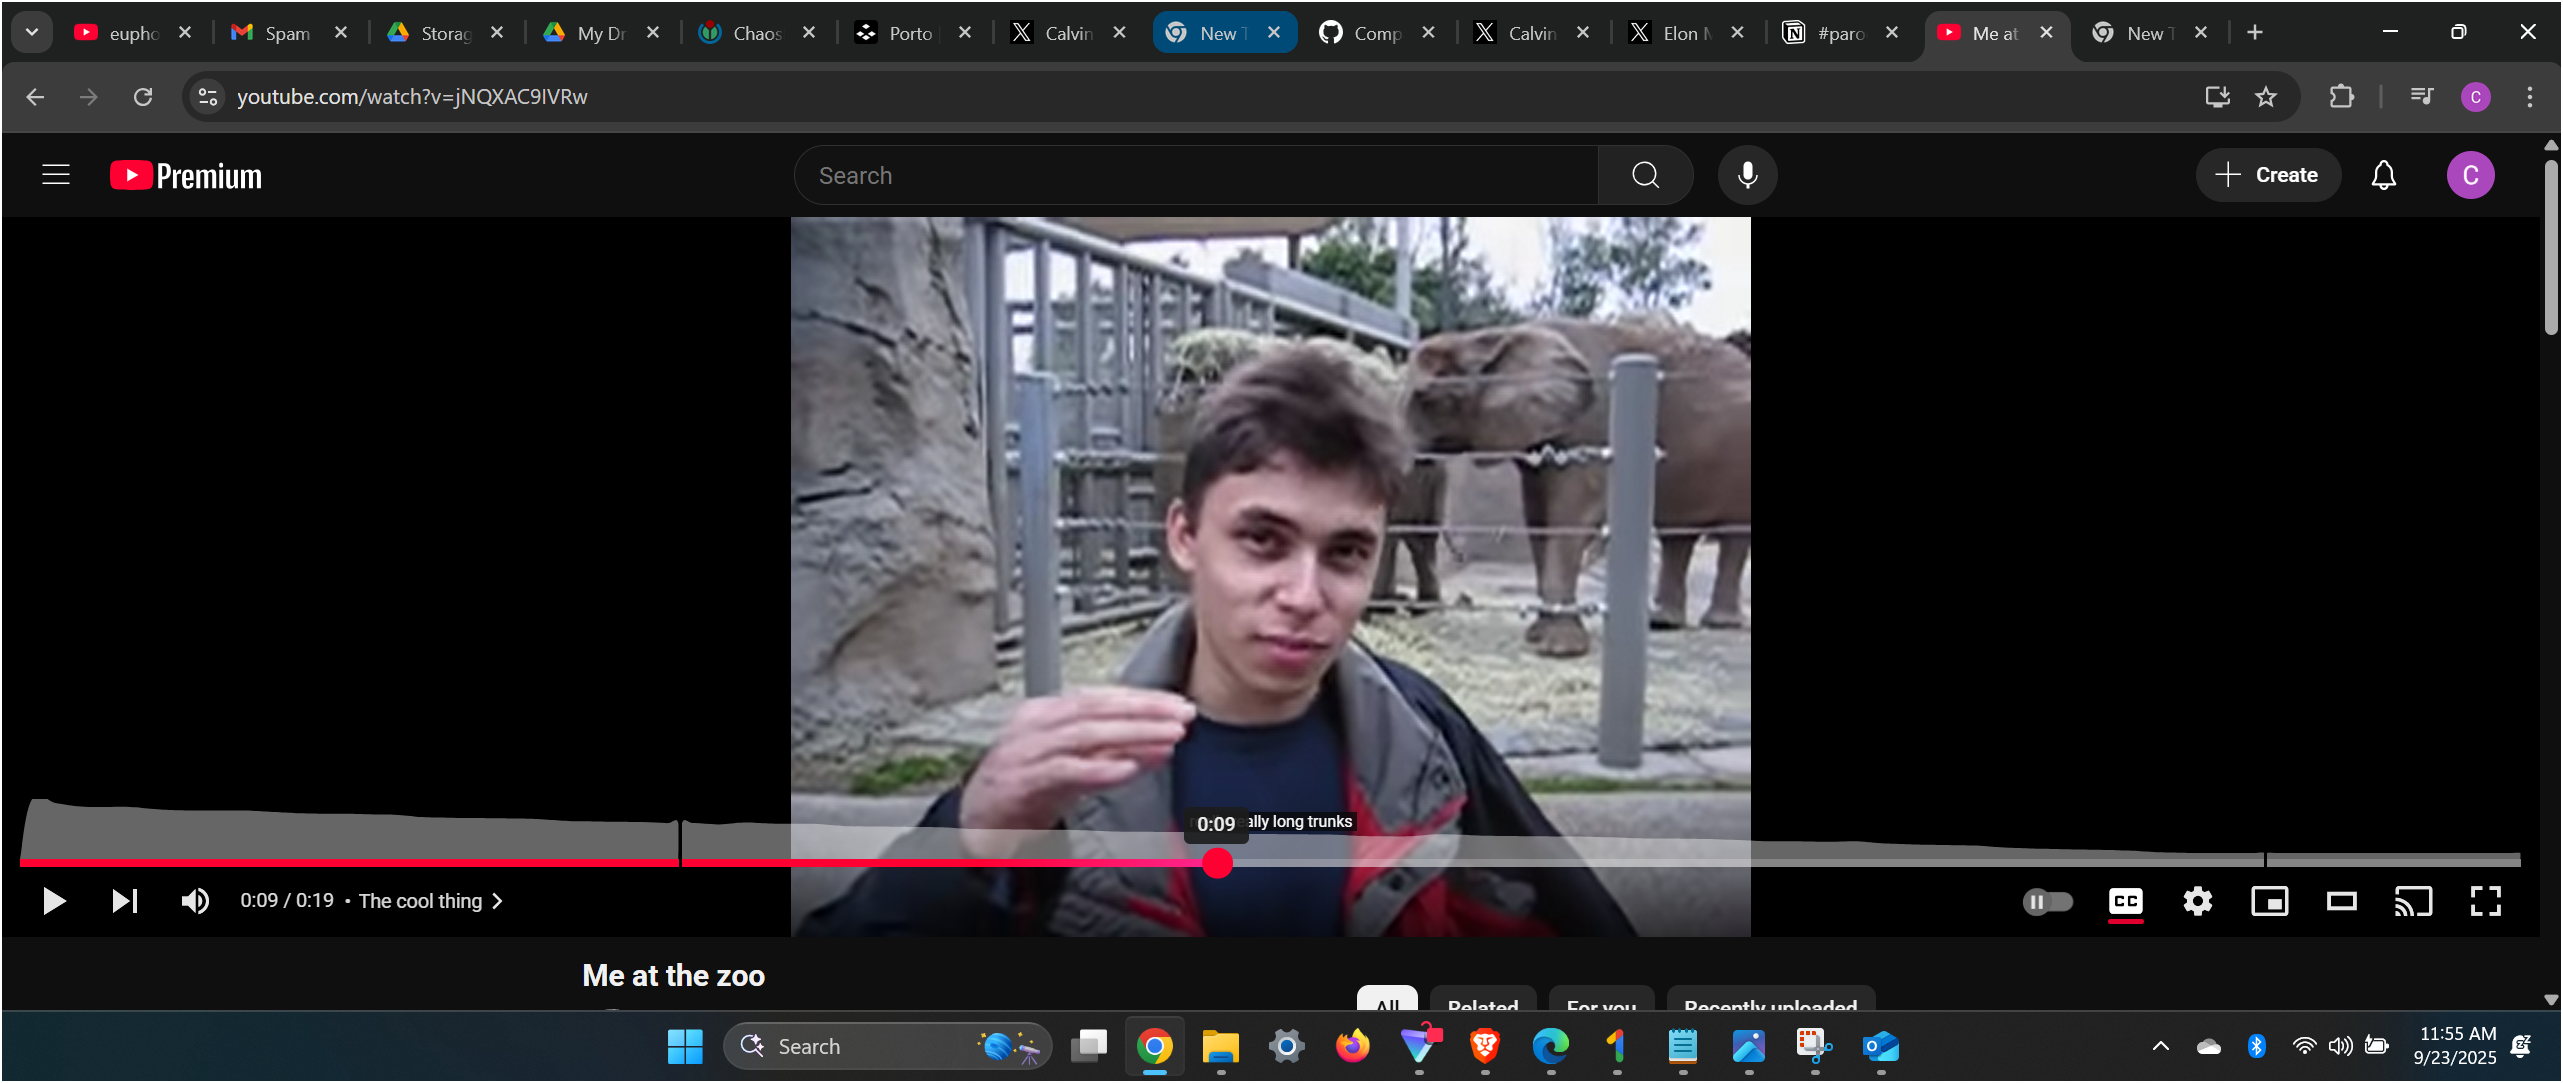 eupho
Spam
Storag
My Dr
Chaos
Porto
Calvin
New T
Comp
Calvin
Elon M
#paro
Me at
New T
youtube.com/watch?v=jNQXAC9IVRw
C
Premium
Search
Create
C
ally long trunks
0:09
0:09 / 0:19 • The cool thing
CC
Me at the zoo
All
Related
For you
Recently uploaded
Search
11:55 AM
9/23/2025